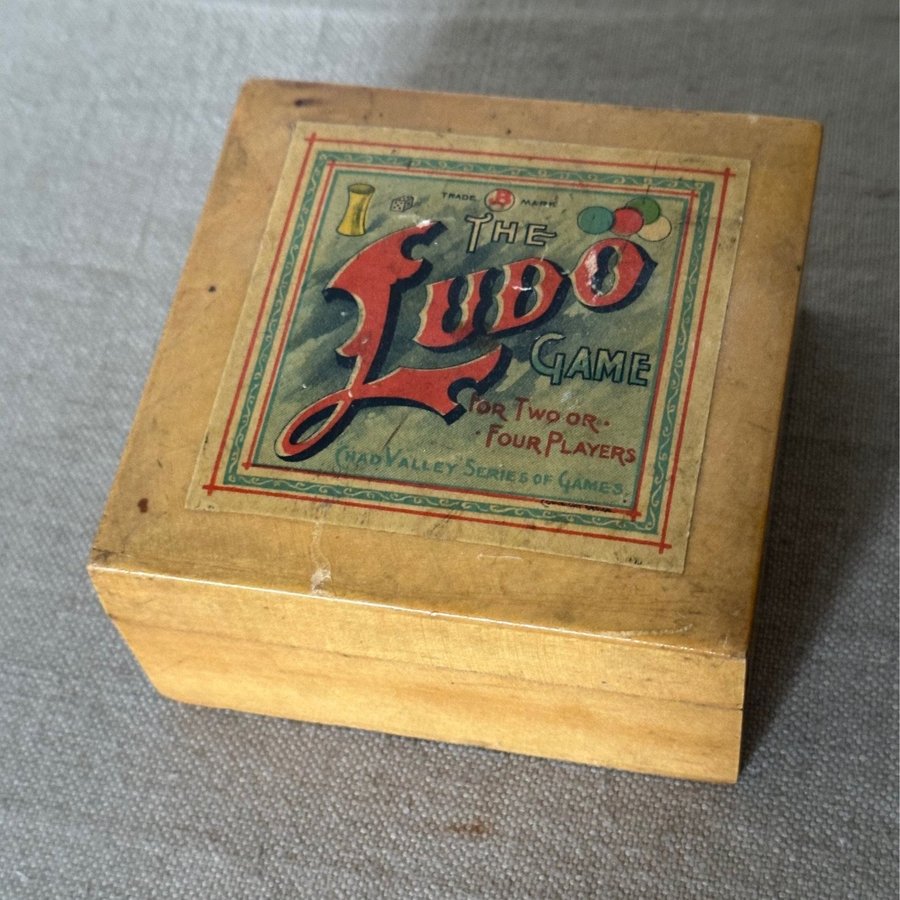 TRADE B MARK
THE
LUDO
GAME
FOR TWO OR
FOUR PLAYERS
CHAD VALLEY SERIES OF GAMES.